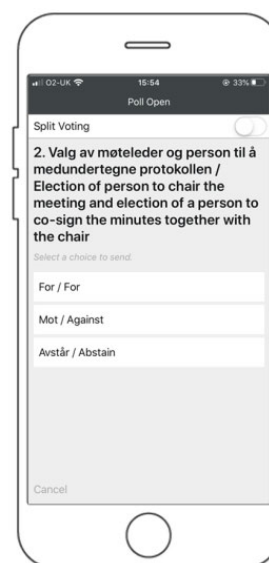 O2-UK 15:54 33%
Poll Open
Split Voting
2. Valg av møteleder og person til å
medundertegne protokollen /
Election of person to chair the
meeting and election of a person to
co-sign the minutes together with
the chair
Select a choice to send.
For / For
Mot / Against
Avstår / Abstain
Cancel